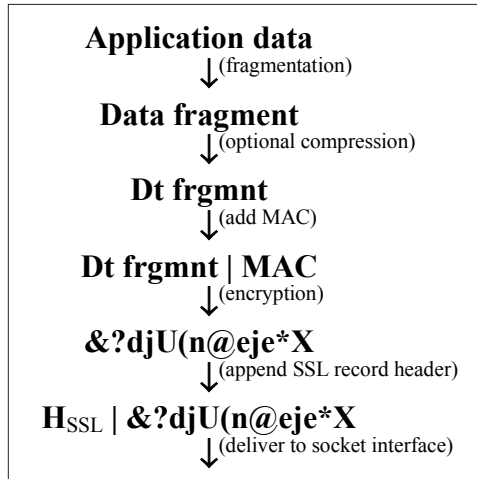 Application data
(fragmentation)
Data fragment
(optional compression)
Dt frgmnt
(add MAC)
Dt frgmnt | MAC
(encryption)
&?djU(n@eje*X
(append SSL record header)
HSSL | &?djU(n@eje*X
(deliver to socket interface)